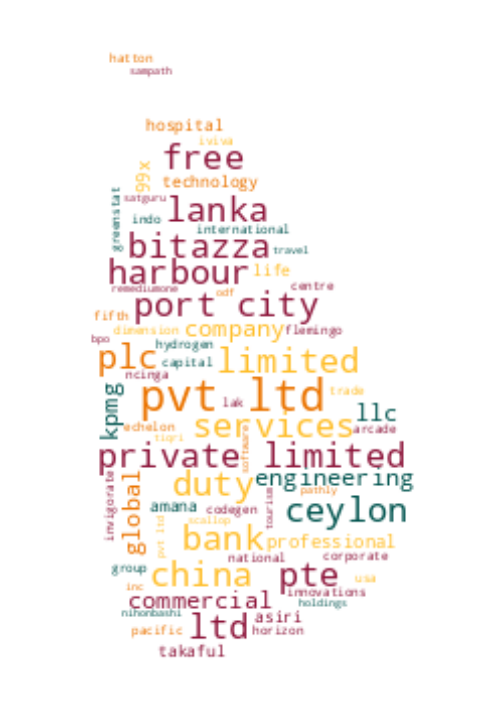 hatton
sampath
hospital
iviva
free
99x
technology
satguru
lanka
greenstat
indo
international
bitazza
travel
harbour
life
remediumone
odf
centre
port city
fifth
dimension
company
flemingo
bpo
hydrogen
plc
capital
limited
ncinga
pvt ltd
trade
lak
kpmg
llc
services
echelon
arcade
tiqri
software
private limited
invigorate
global
duty
engineering
pathly
tourism
amana
codegen
ceylon
scallop
pvt ltd
bank
professional
national
corporate
group
china
pte
usa
inc
innovations
commercial
holdings
nihonbashi
asiri
pacific
ltd
horizon
takaful